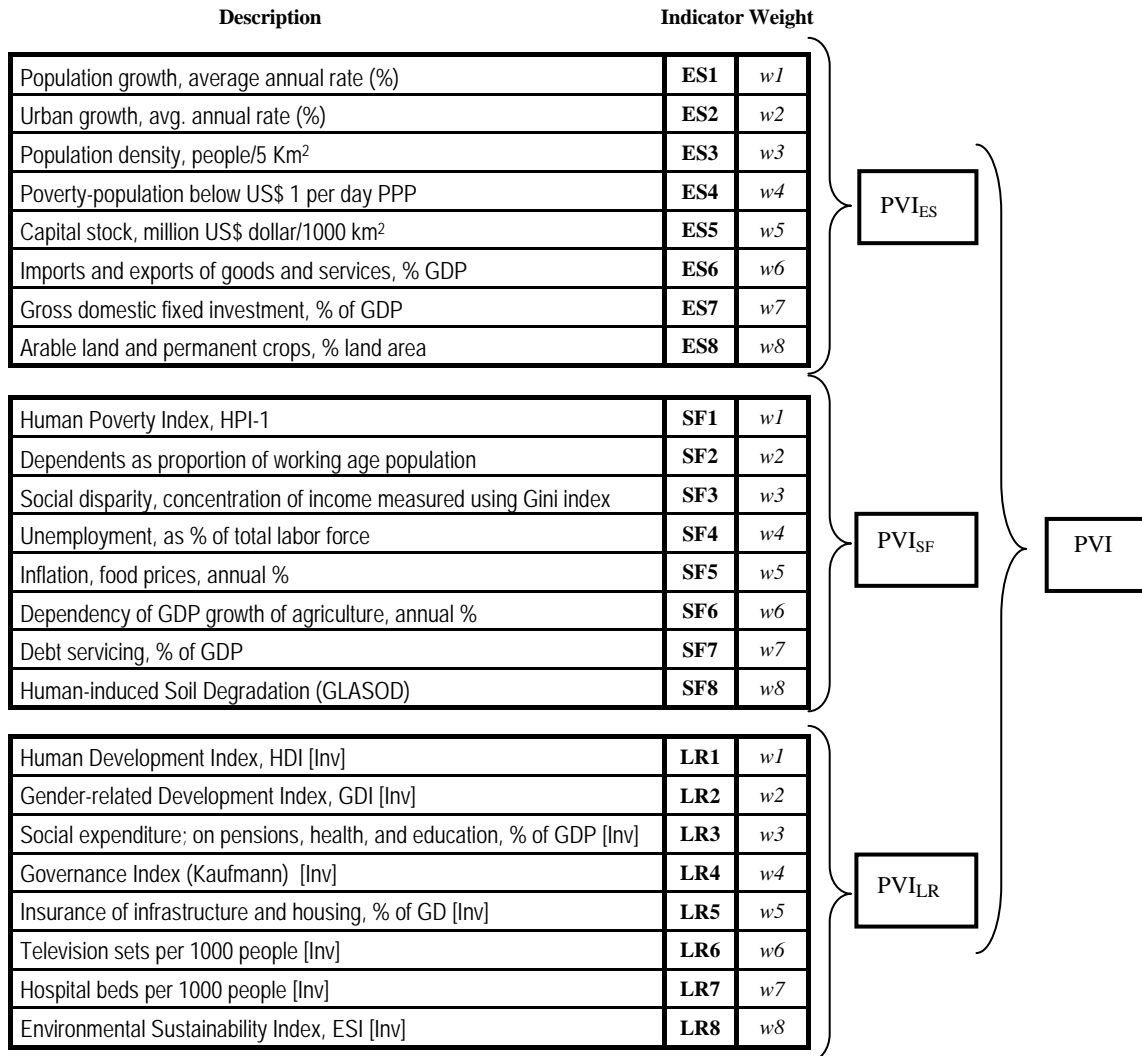 Description Indicator Weight
Population growth, average annual rate (%) ES1 w1
Urban growth, avg. annual rate (%) ES2 w2
Population density, people/5 Km² ES3 w3
Poverty-population below US$ 1 per day PPP ES4 w4
Capital stock, million US$ dollar/1000 km² ES5 w5
Imports and exports of goods and services, % GDP ES6 w6
Gross domestic fixed investment, % of GDP ES7 w7
Arable land and permanent crops, % land area ES8 w8
PVI_ES
Human Poverty Index, HPI-1 SF1 w1
Dependents as proportion of working age population SF2 w2
Social disparity, concentration of income measured using Gini index SF3 w3
Unemployment, as % of total labor force SF4 w4
Inflation, food prices, annual % SF5 w5
Dependency of GDP growth of agriculture, annual % SF6 w6
Debt servicing, % of GDP SF7 w7
Human-induced Soil Degradation (GLASOD) SF8 w8
PVI_SF
PVI
Human Development Index, HDI [Inv] LR1 w1
Gender-related Development Index, GDI [Inv] LR2 w2
Social expenditure; on pensions, health, and education, % of GDP [Inv] LR3 w3
Governance Index (Kaufmann) [Inv] LR4 w4
Insurance of infrastructure and housing, % of GD [Inv] LR5 w5
Television sets per 1000 people [Inv] LR6 w6
Hospital beds per 1000 people [Inv] LR7 w7
Environmental Sustainability Index, ESI [Inv] LR8 w8
PVI_LR